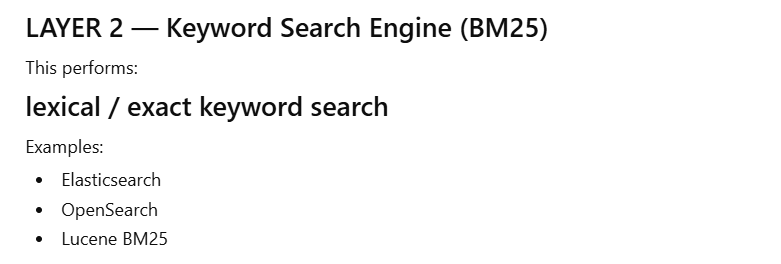 LAYER 2 — Keyword Search Engine (BM25)
This performs:
lexical / exact keyword search
Examples:
• Elasticsearch
• OpenSearch
• Lucene BM25